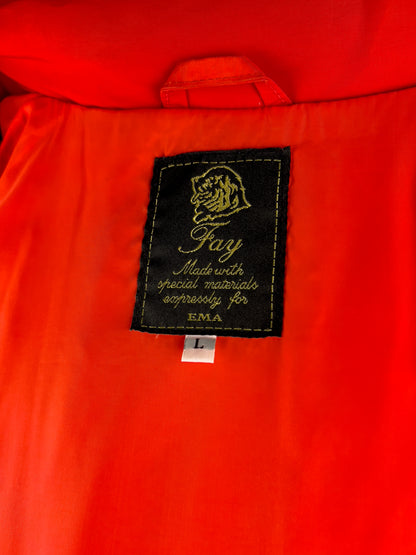 Fay
Made with
special materials
expressly for
EMA
L